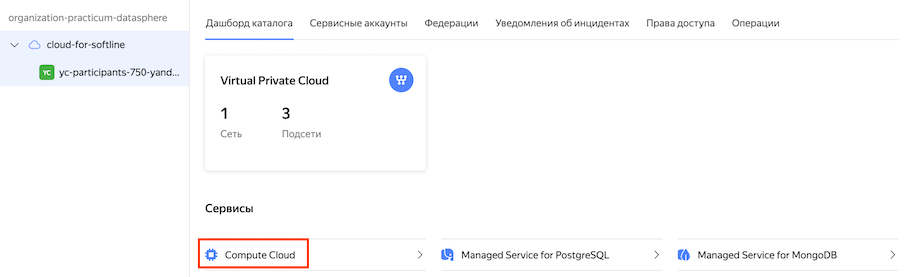 organization-practicum-datasphere
cloud-for-softline
YC yc-participants-750-yand...
Дашборд каталога Сервисные аккаунты Федерации Уведомления об инцидентах Права доступа Операции
Virtual Private Cloud
1 3
Сеть Подсети
Сервисы
Compute Cloud Managed Service for PostgreSQL Managed Service for MongoDB